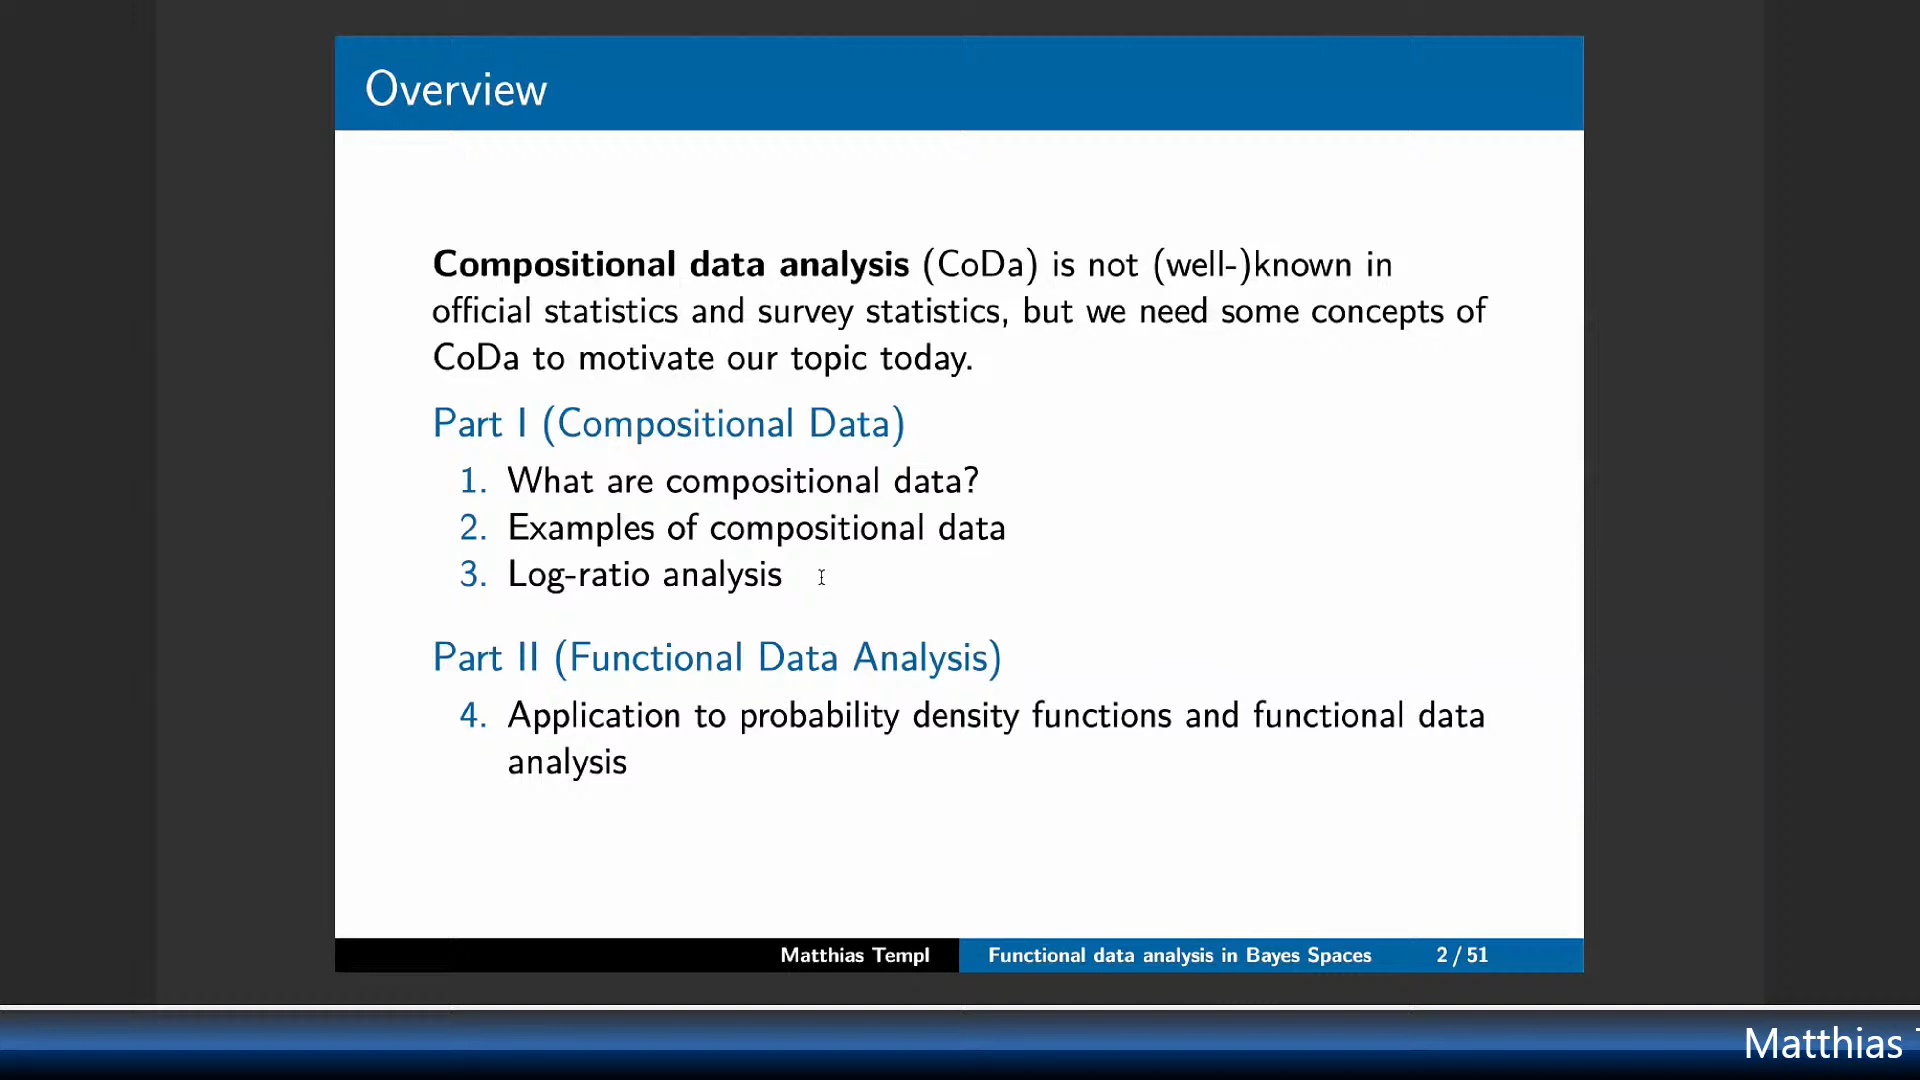 Overview
Compositional data analysis (CoDa) is not (well-)known in
official statistics and survey statistics, but we need some concepts of
CoDa to motivate our topic today.
Part I (Compositional Data)
1. What are compositional data?
2. Examples of compositional data
3. Log-ratio analysis
Part II (Functional Data Analysis)
4. Application to probability density functions and functional data
analysis
Matthias Templ Functional data analysis in Bayes Spaces 2 / 51
Matthias